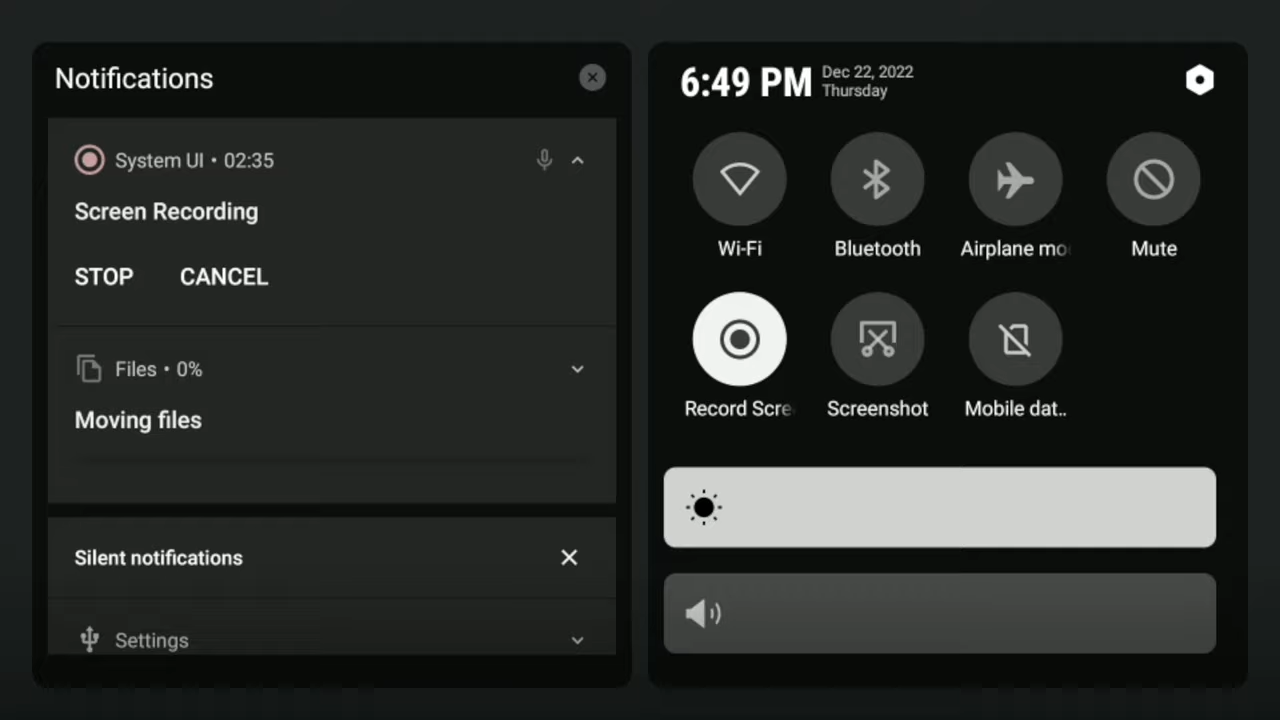 Notifications
System UI • 02:35
Screen Recording
STOP CANCEL
Files • 0%
Moving files
Silent notifications
Settings
6:49 PM
Dec 22, 2022
Thursday
Wi-Fi
Bluetooth
Airplane mo
Mute
Record Scre
Screenshot
Mobile dat..